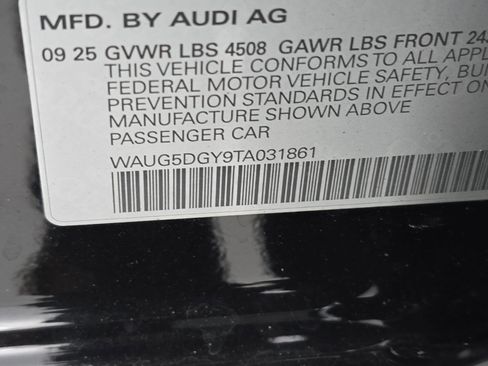 MFD. BY AUDI AG
09 25 GVWR LBS 4508 GAWR LBS FRONT
THIS VEHICLE CONFORMS TO ALL
FEDERAL MOTOR VEHICLE SAFETY,
PREVENTION STANDARDS IN EFFECT ON
MANUFACTURE SHOWN ABOVE
PASSENGER CAR
WAUG5DGY9TA031861